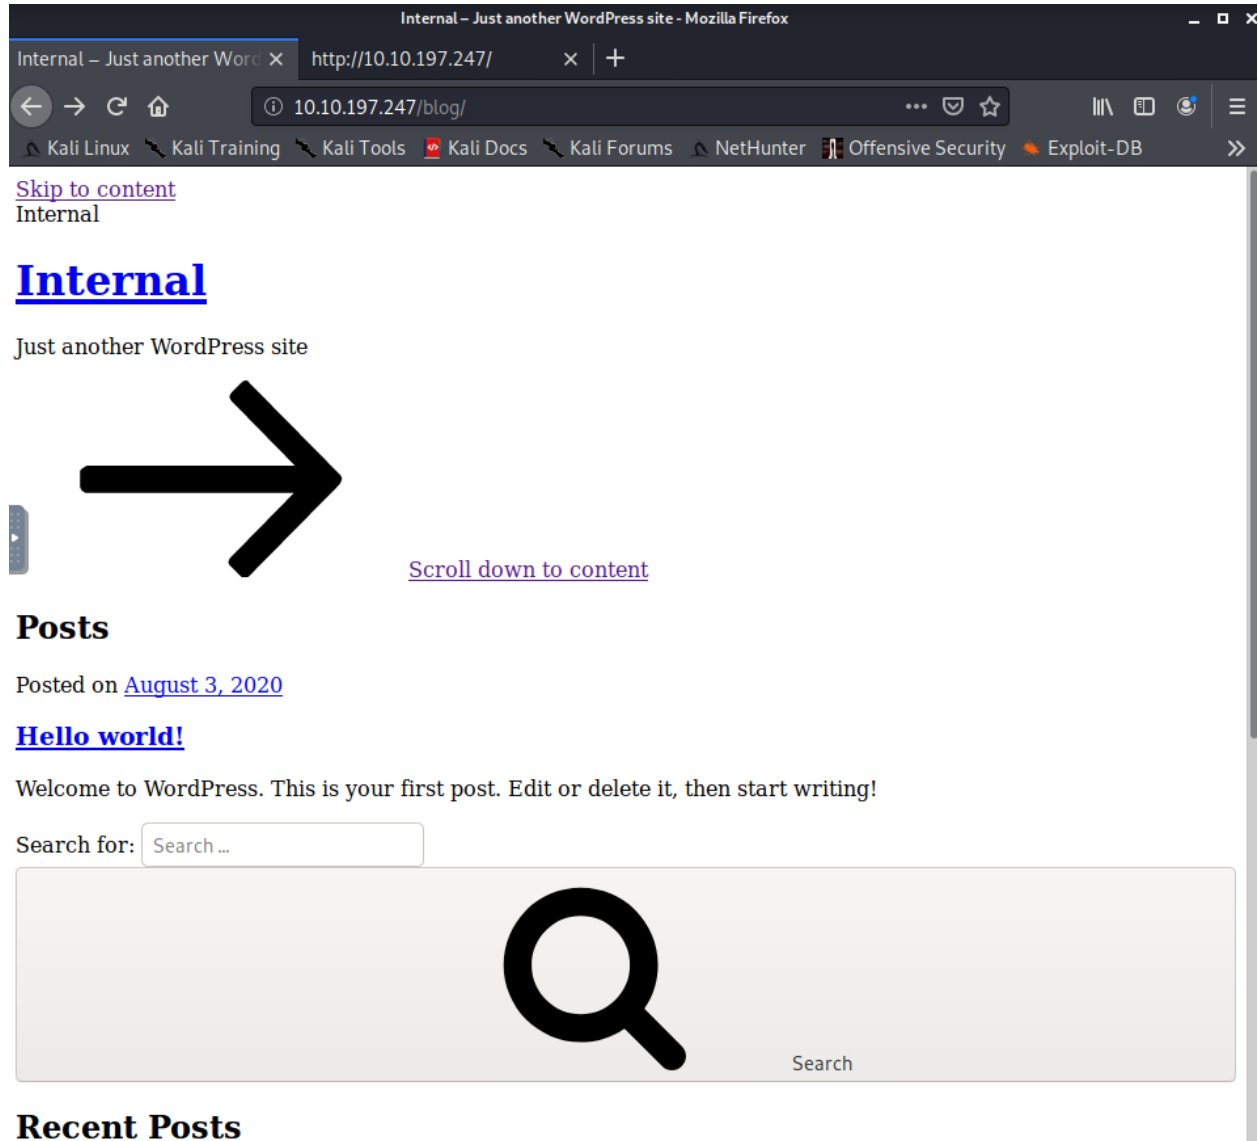 Internal – Just another WordPress site - Mozilla Firefox
Internal – Just another Word
http://10.10.197.247/
10.10.197.247/blog/
Kali Linux Kali Training Kali Tools Kali Docs Kali Forums NetHunter Offensive Security Exploit-DB
Skip to content
Internal
Internal
Just another WordPress site
Scroll down to content
Posts
Posted on August 3, 2020
Hello world!
Welcome to WordPress. This is your first post. Edit or delete it, then start writing!
Search for: Search …
Search
Recent Posts